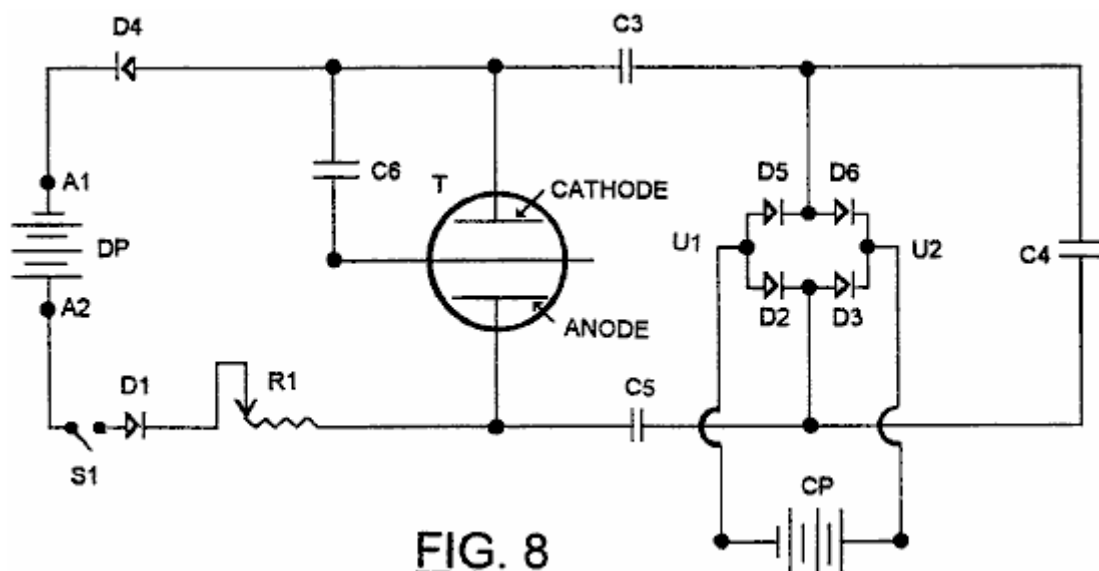 D4
C3
A1
C6
T
CATHODE
D5
D6
DP
U1
U2
C4
A2
ANODE
D2
D3
D1
R1
C5
S1
CP
FIG. 8